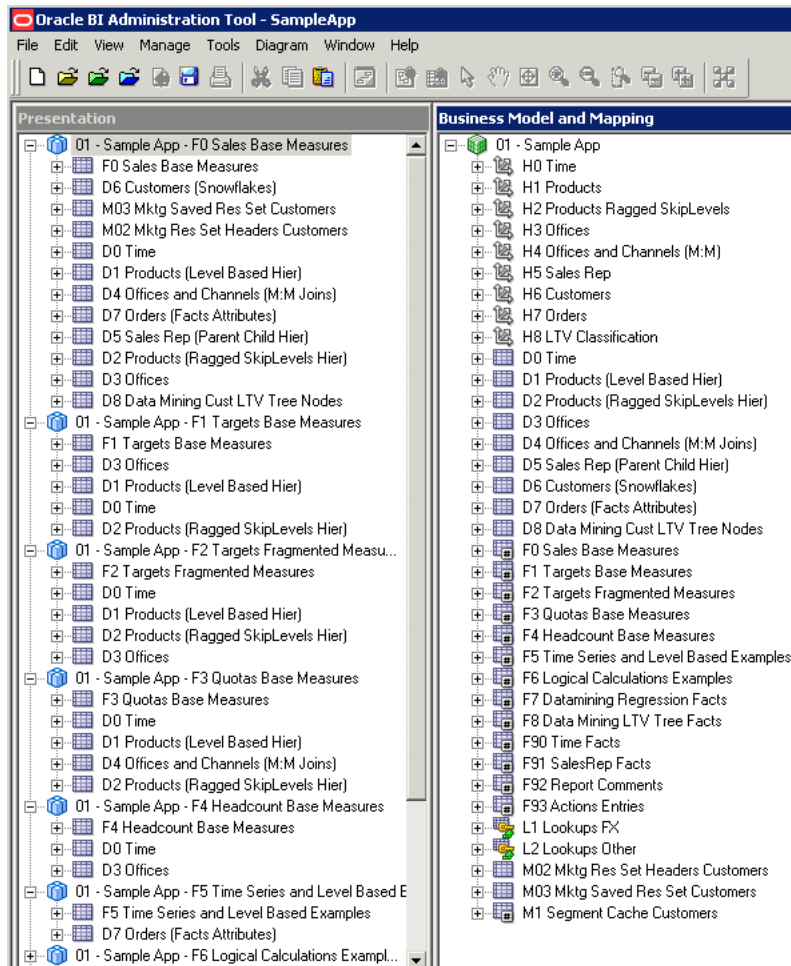 Oracle BI Administration Tool - SampleApp
File Edit View Manage Tools Diagram Window Help
Presentation
01 - Sample App - F0 Sales Base Measures
F0 Sales Base Measures
D6 Customers (Snowflakes)
M03 Mktg Saved Res Set Customers
M02 Mktg Res Set Headers Customers
D0 Time
D1 Products (Level Based Hier)
D4 Offices and Channels (M:M Joins)
D7 Orders (Facts Attributes)
D5 Sales Rep (Parent Child Hier)
D2 Products (Ragged SkipLevels Hier)
D3 Offices
D8 Data Mining Cust LTV Tree Nodes
01 - Sample App - F1 Targets Base Measures
F1 Targets Base Measures
D3 Offices
D1 Products (Level Based Hier)
D0 Time
D2 Products (Ragged SkipLevels Hier)
01 - Sample App - F2 Targets Fragmented Measu...
F2 Targets Fragmented Measures
D0 Time
D1 Products (Level Based Hier)
D2 Products (Ragged SkipLevels Hier)
D3 Offices
01 - Sample App - F3 Quotas Base Measures
F3 Quotas Base Measures
D0 Time
D1 Products (Level Based Hier)
D4 Offices and Channels (M:M Joins)
D2 Products (Ragged SkipLevels Hier)
01 - Sample App - F4 Headcount Base Measures
F4 Headcount Base Measures
D0 Time
D3 Offices
01 - Sample App - F5 Time Series and Level Based E
F5 Time Series and Level Based Examples
D7 Orders (Facts Attributes)
01 - Sample App - F6 Logical Calculations Exampl...
Business Model and Mapping
01 - Sample App
H0 Time
H1 Products
H2 Products Ragged SkipLevels
H3 Offices
H4 Offices and Channels (M:M)
H5 Sales Rep
H6 Customers
H7 Orders
H8 LTV Classification
D0 Time
D1 Products (Level Based Hier)
D2 Products (Ragged SkipLevels Hier)
D3 Offices
D4 Offices and Channels (M:M Joins)
D5 Sales Rep (Parent Child Hier)
D6 Customers (Snowflakes)
D7 Orders (Facts Attributes)
D8 Data Mining Cust LTV Tree Nodes
F0 Sales Base Measures
F1 Targets Base Measures
F2 Targets Fragmented Measures
F3 Quotas Base Measures
F4 Headcount Base Measures
F5 Time Series and Level Based Examples
F6 Logical Calculations Examples
F7 Datamining Regression Facts
F8 Data Mining LTV Tree Facts
F90 Time Facts
F91 SalesRep Facts
F92 Report Comments
F93 Actions Entries
L1 Lookups FX
L2 Lookups Other
M02 Mktg Res Set Headers Customers
M03 Mktg Saved Res Set Customers
M1 Segment Cache Customers